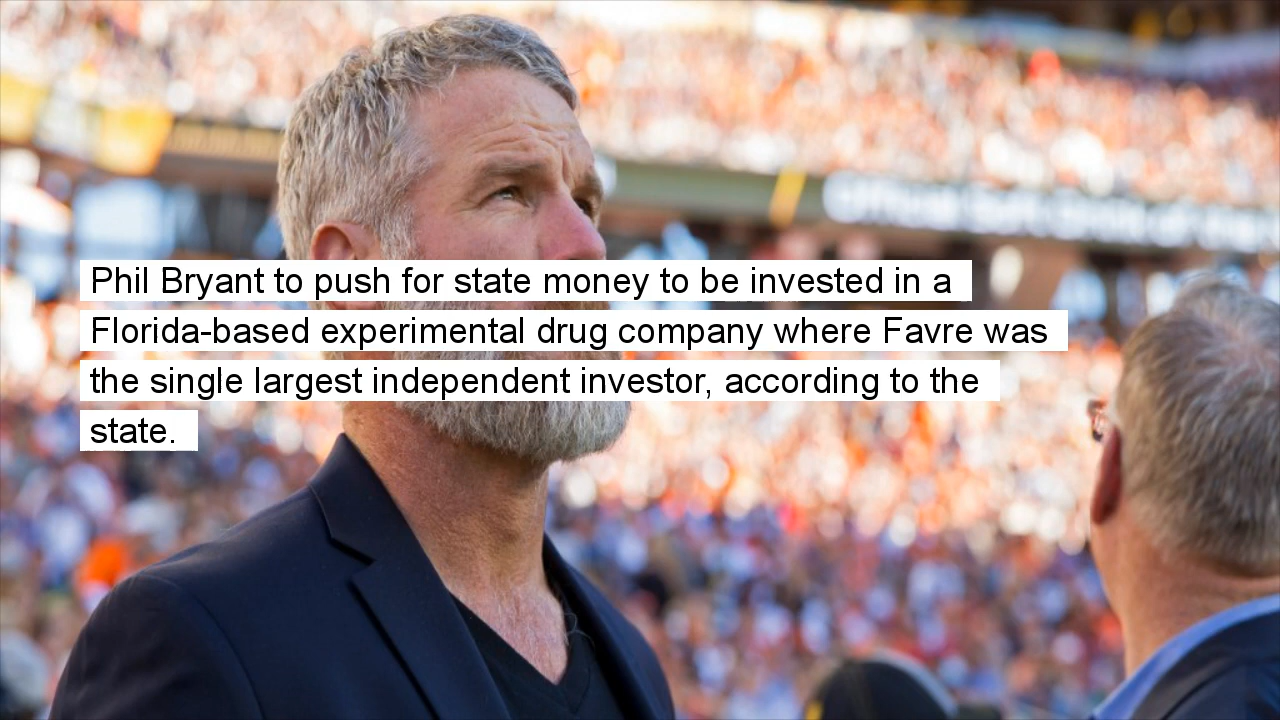 Phil Bryant to push for state money to be invested in a
Florida-based experimental drug company where Favre was
the single largest independent investor, according to the
state.